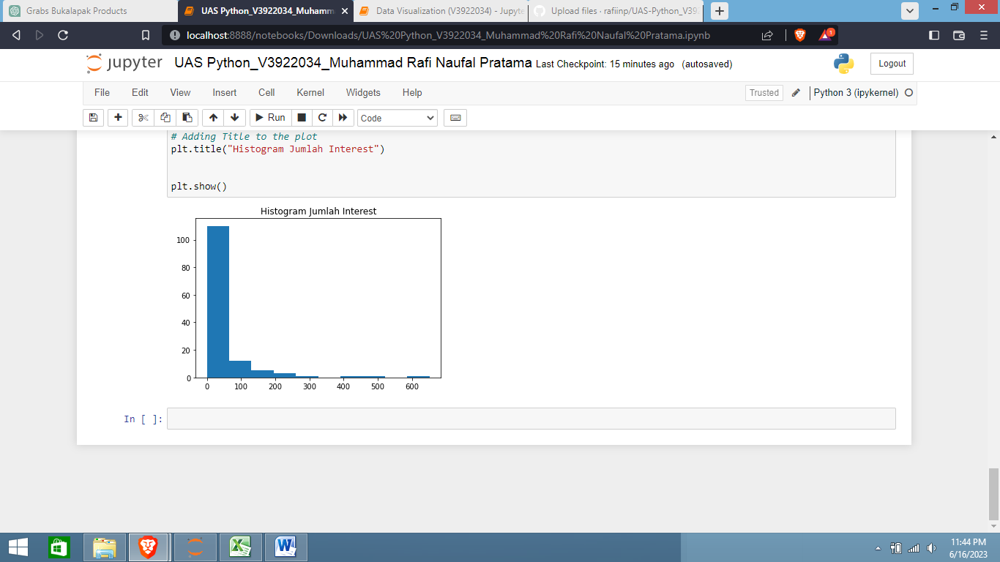 Grabs Bukalapak Products
UAS Python_V3922034_Muhamm
Data Visualization (V3922034) - Jupyte
Upload files · rafiinp/UAS-Python_V39
localhost:8888/notebooks/Downloads/UAS%20Python_V3922034_Muhammad%20Rafi%20Naufal%20Pratama.ipynb
1
jupyter UAS Python_V3922034_Muhammad Rafi Naufal Pratama Last Checkpoint: 15 minutes ago (autosaved)
Logout
File Edit View Insert Cell Kernel Widgets Help
Trusted
Python 3 (ipykernel)
Run
Code
# Adding Title to the plot
plt.title("Histogram Jumlah Interest")
plt.show()
Histogram Jumlah Interest
100
80
60
40
20
0
0 100 200 300 400 500 600
In [ ]:
11:44 PM
6/16/2023